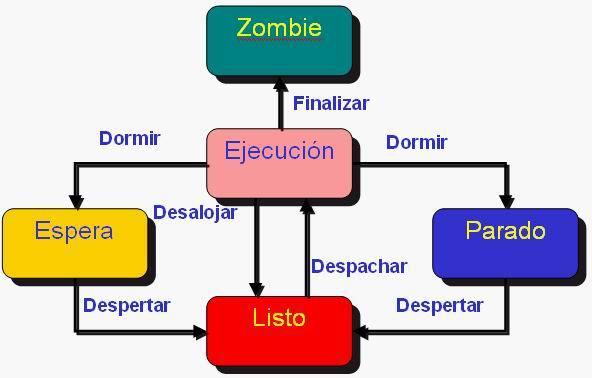 Zombie
Finalizar
Dormir
Ejecución
Dormir
Espera
Desalojar
Parado
Despachar
Despertar
Listo
Despertar